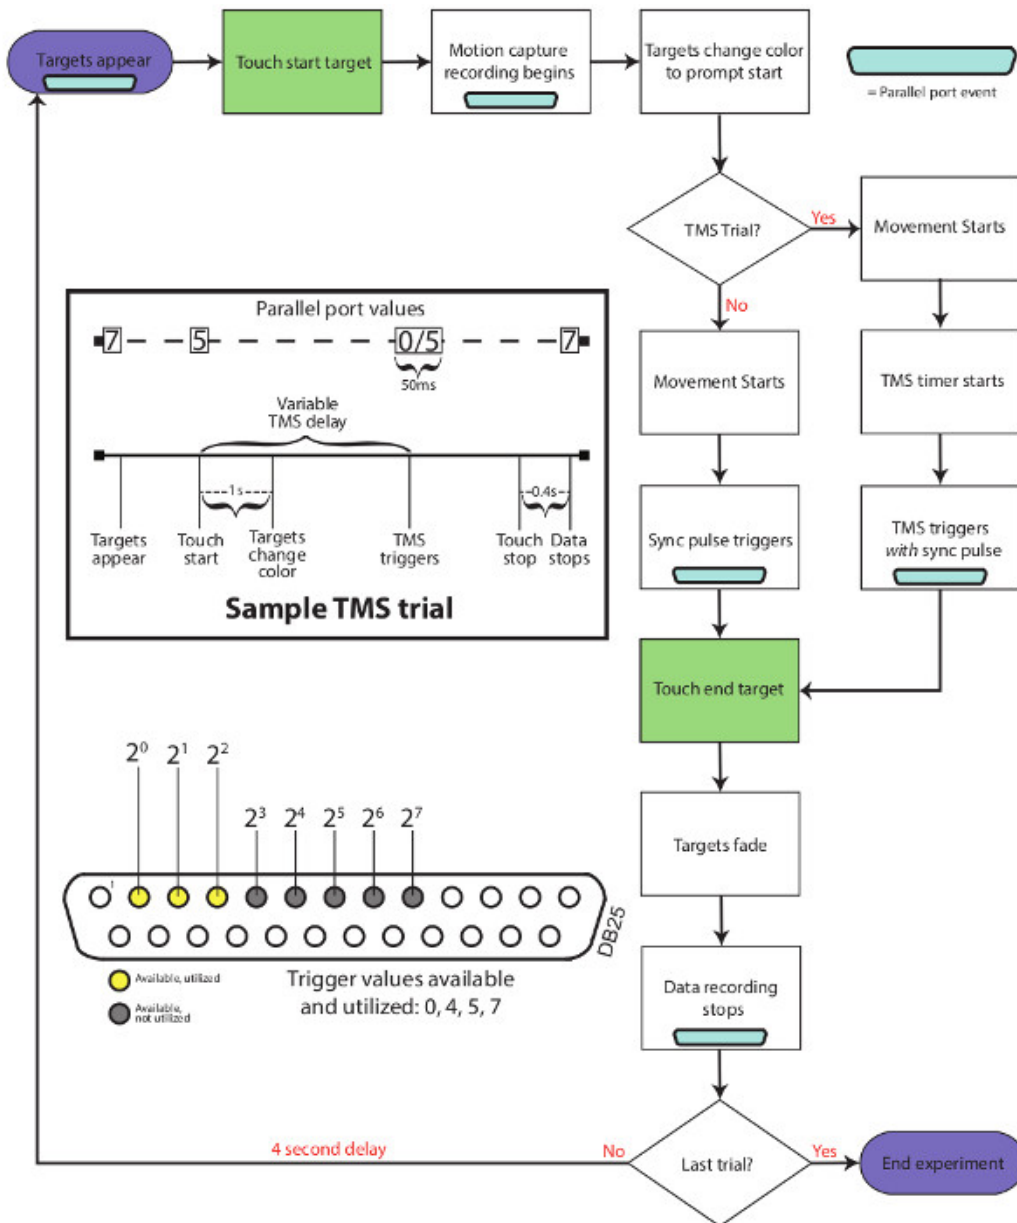 Targets appear
Touch start target
Motion capture
recording begins
Targets change color
to prompt start
= Parallel port event
TMS Trial?
Yes
Movement Starts
No
Movement Starts
TMS timer starts
Sync pulse triggers
TMS triggers
with sync pulse
Touch end target
Targets fade
Data recording
stops
Last trial?
Yes
End experiment
No
4 second delay
Parallel port values
7
5
0/5
7
50ms
Variable
TMS delay
1s
0.4s
Targets
appear
Touch
start
Targets
change
color
TMS
triggers
Touch
stop
Data
stops
Sample TMS trial
2⁰
2¹
2²
2³
2⁴
2⁵
2⁶
2⁷
1
DB25
Available, utilized
Available,
not utilized
Trigger values available
and utilized: 0, 4, 5, 7